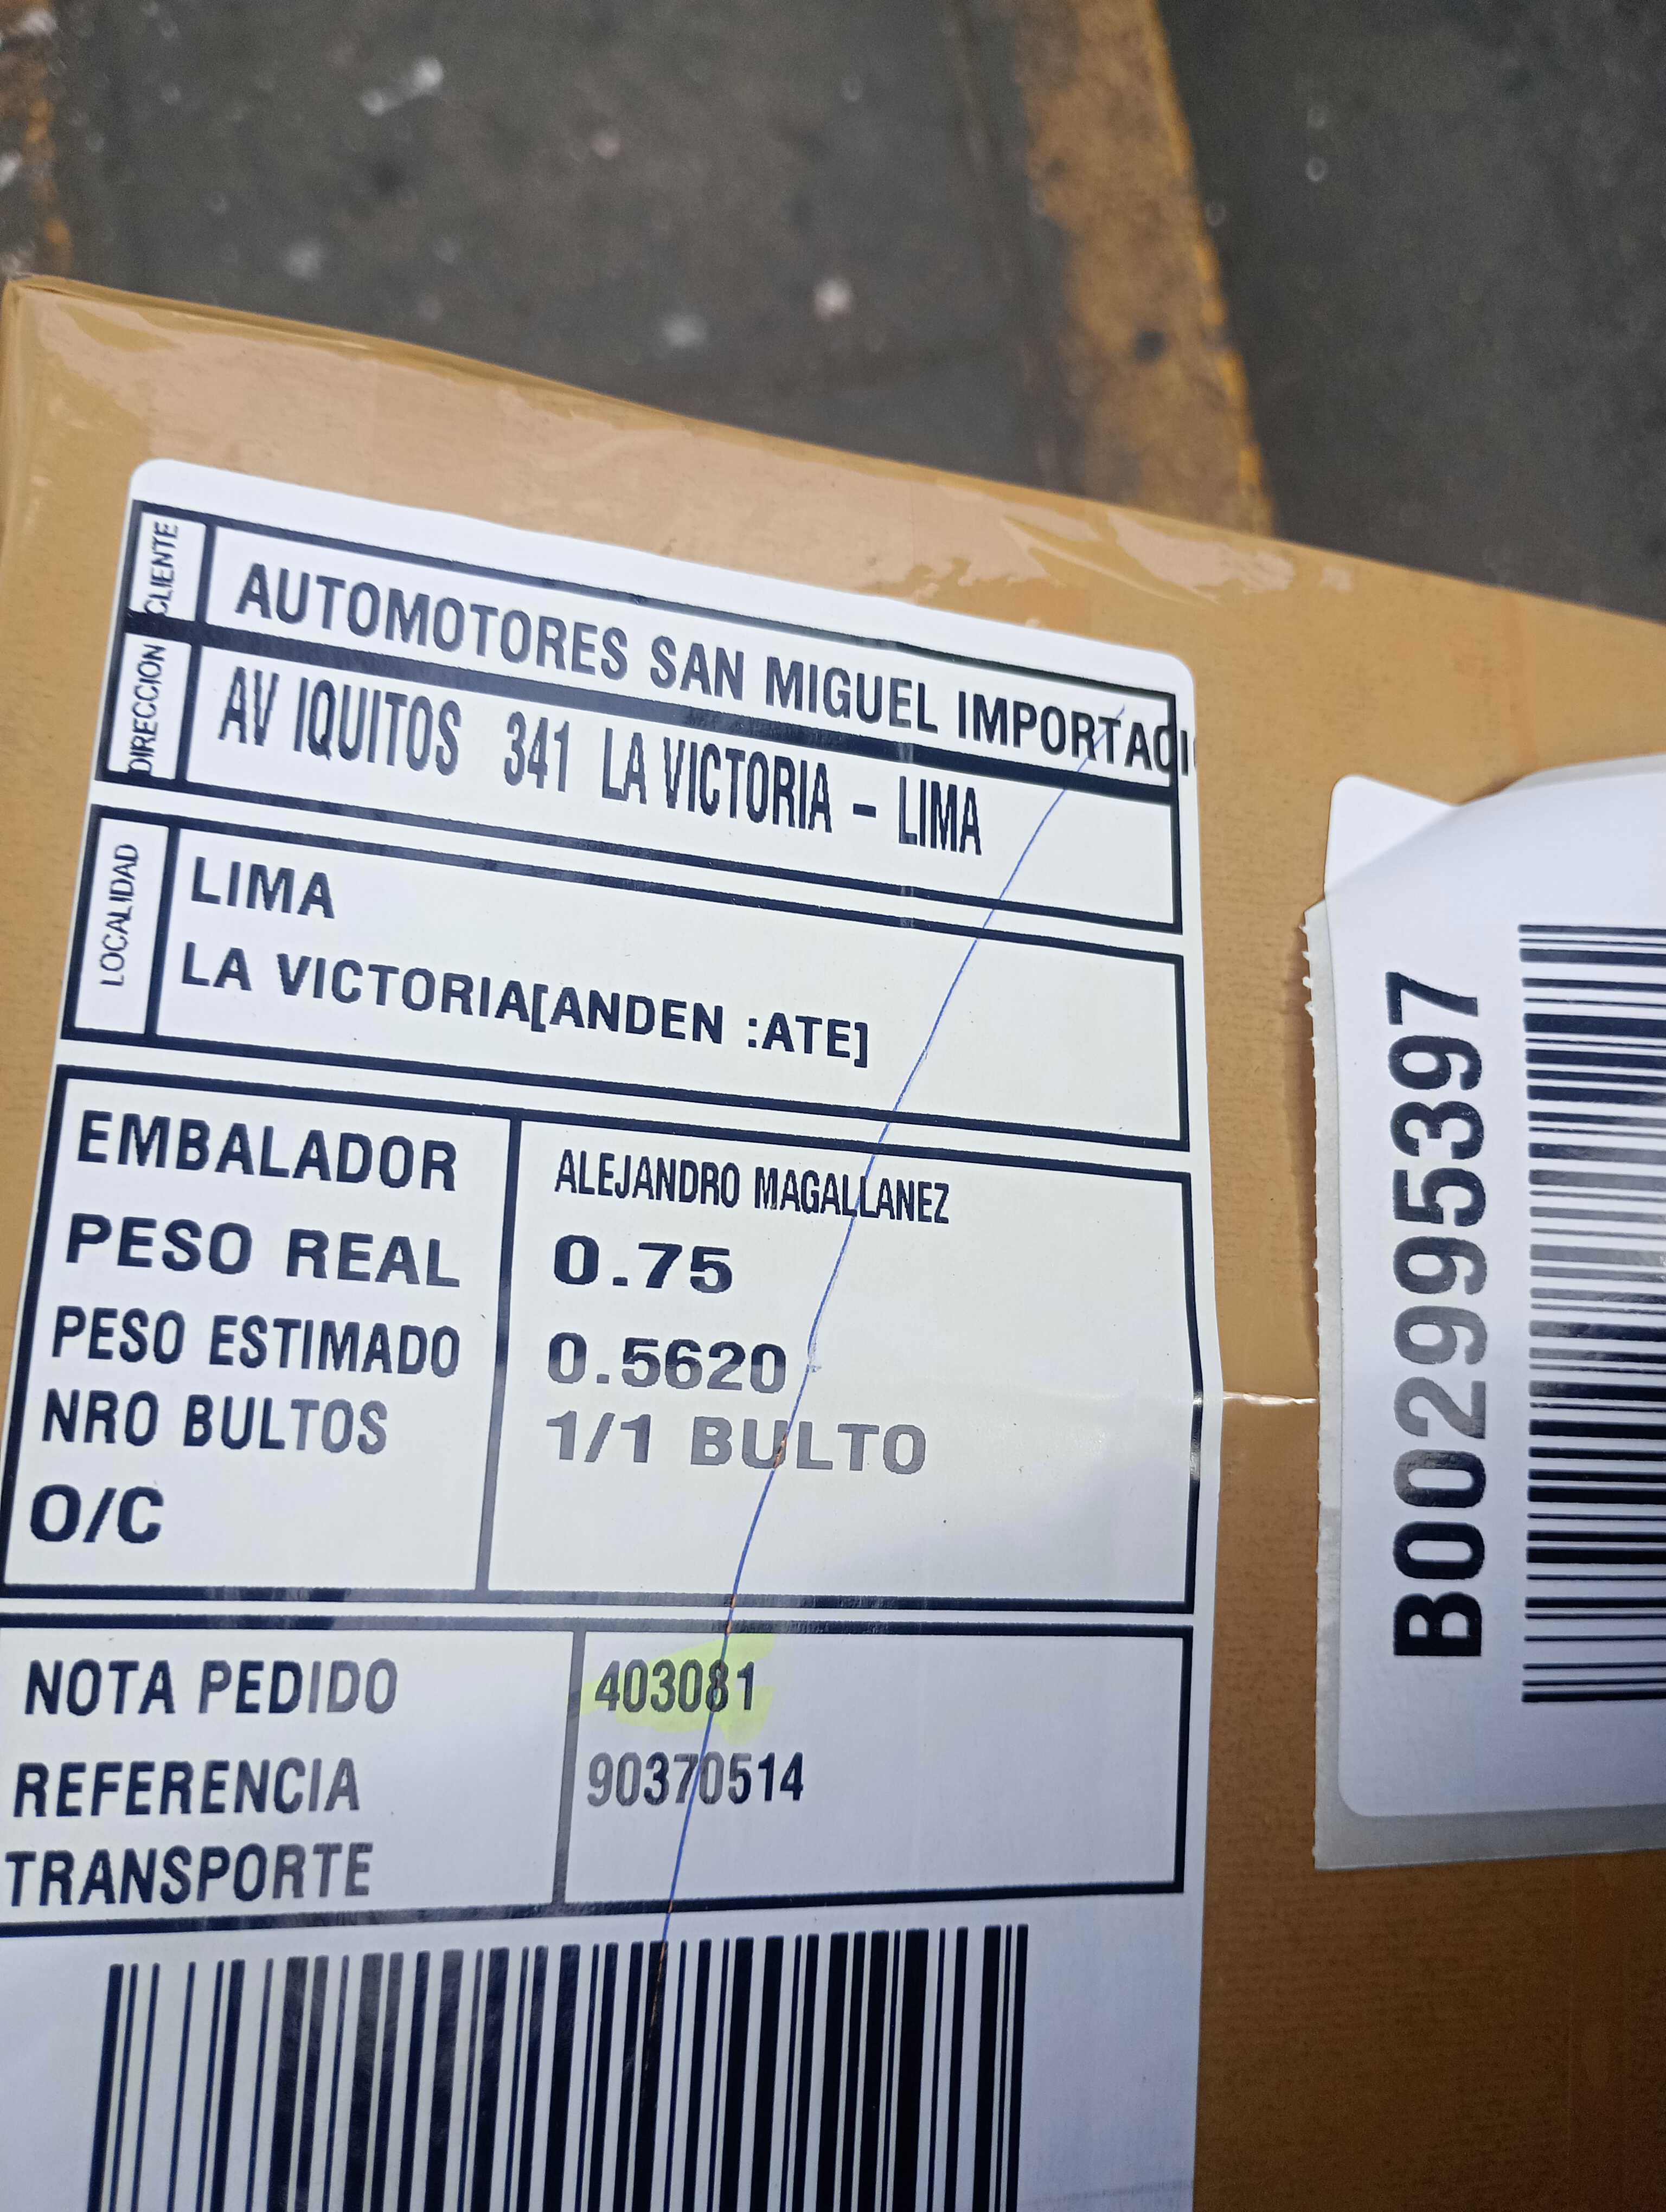 CLIENTE
AUTOMOTORES SAN MIGUEL IMPORTACI
DIRECCION
AV IQUITOS 341 LA VICTORIA - LIMA
LOCALIDAD
LIMA
LA VICTORIA[ANDEN :ATE]
EMBALADOR ALEJANDRO MAGALLANEZ
PESO REAL 0.75
PESO ESTIMADO 0.5620
NRO BULTOS 1/1 BULTO
O/C
NOTA PEDIDO 403081
REFERENCIA 90370514
TRANSPORTE
B002995397